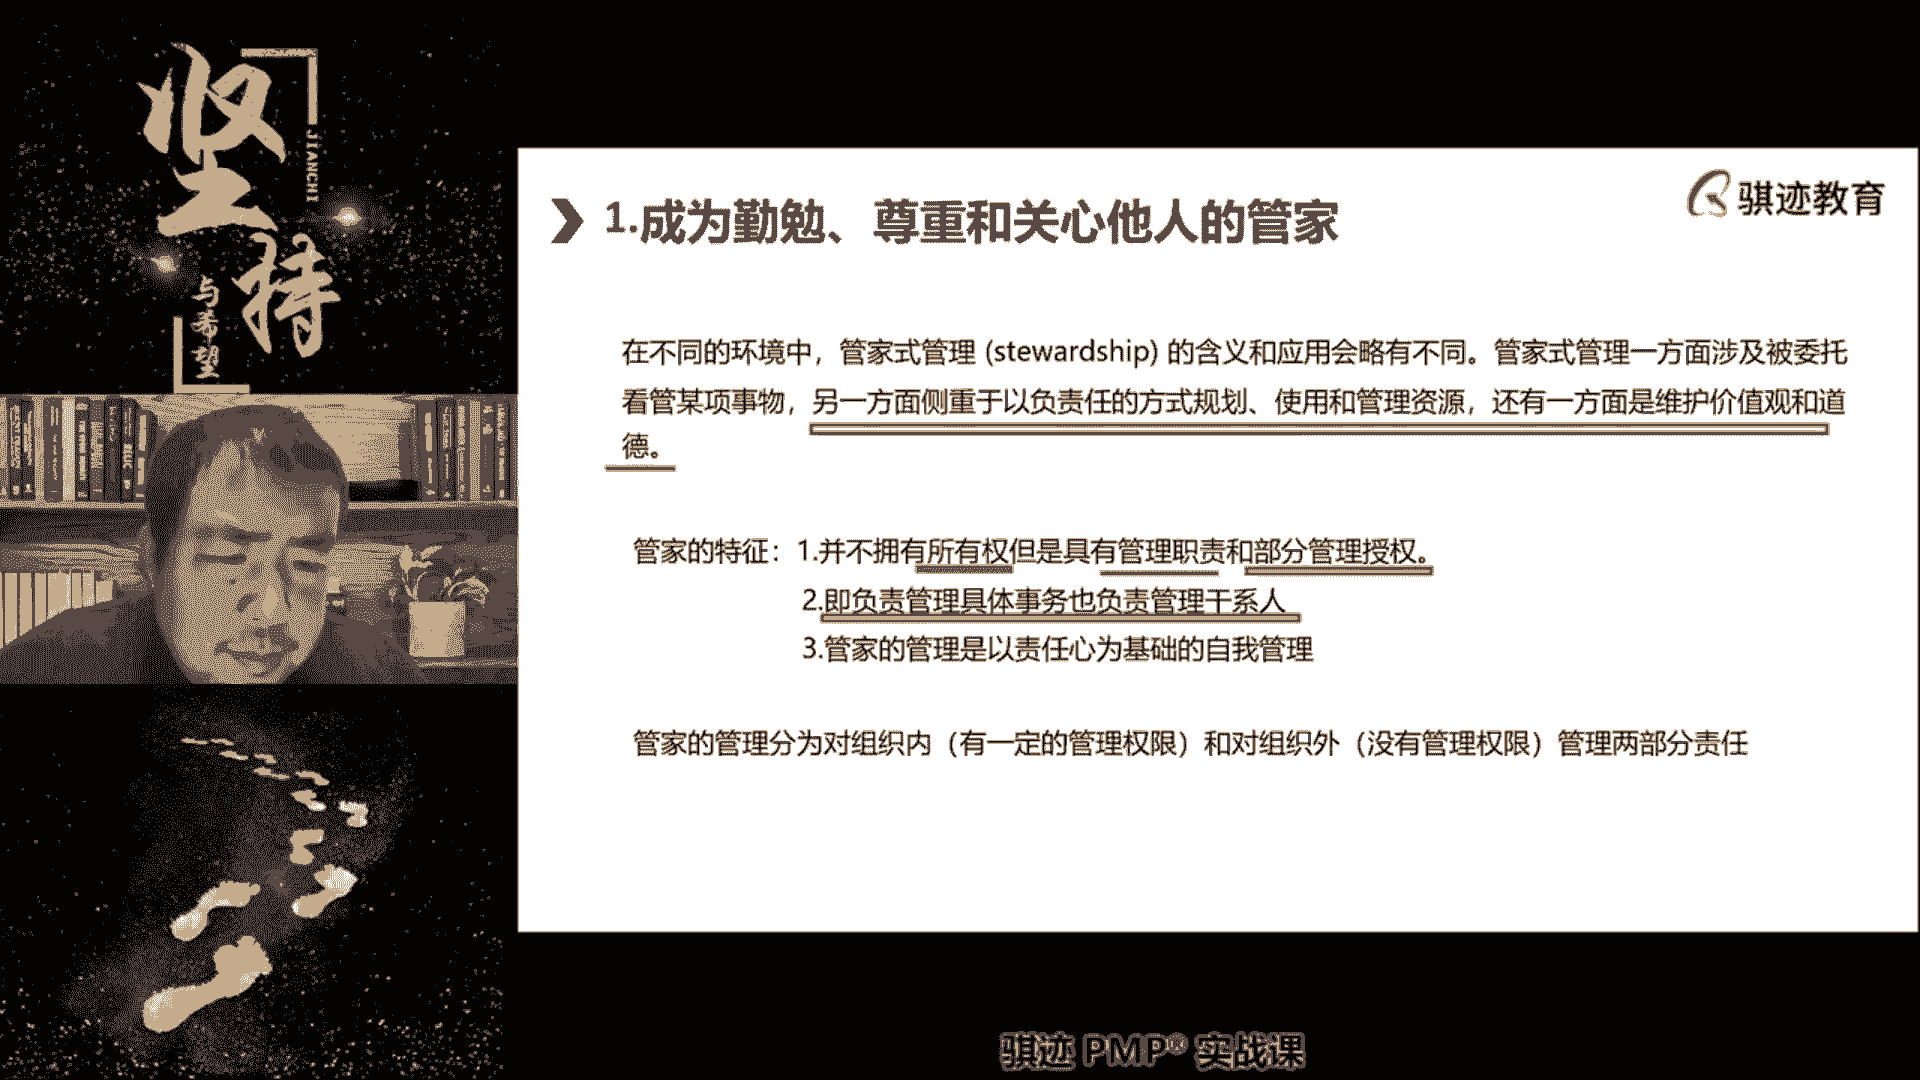 坚持
JIANCHI
与希望
骐迹教育
1.成为勤勉、尊重和关心他人的管家
在不同的环境中，管家式管理 (stewardship) 的含义和应用会略有不同。管家式管理一方面涉及被委托
看管某项事物，另一方面侧重于以负责任的方式规划、使用和管理资源，还有一方面是维护价值观和道
德。
管家的特征：1.并不拥有所有权但是具有管理职责和部分管理授权。
2.即负责管理具体事务也负责管理干系人
3.管家的管理是以责任心为基础的自我管理
管家的管理分为对组织内（有一定的管理权限）和对组织外（没有管理权限）管理两部分责任
骐迹 PMP® 实战课